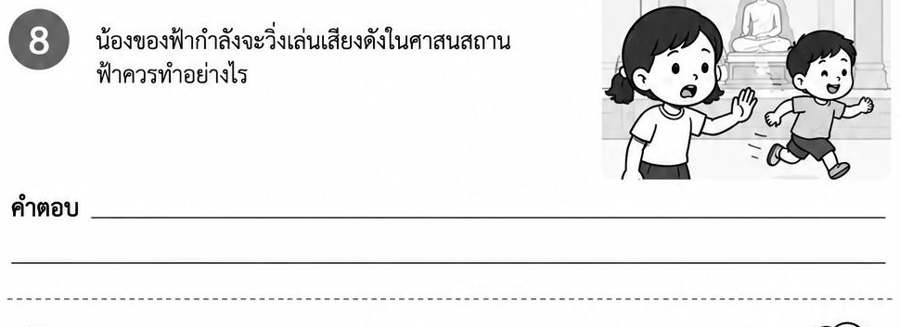 8
น้องของฟ้ากำลังจะวิ่งเล่นเสียงดังในศาสนสถาน
ฟ้าควรทำอย่างไร
คำตอบ